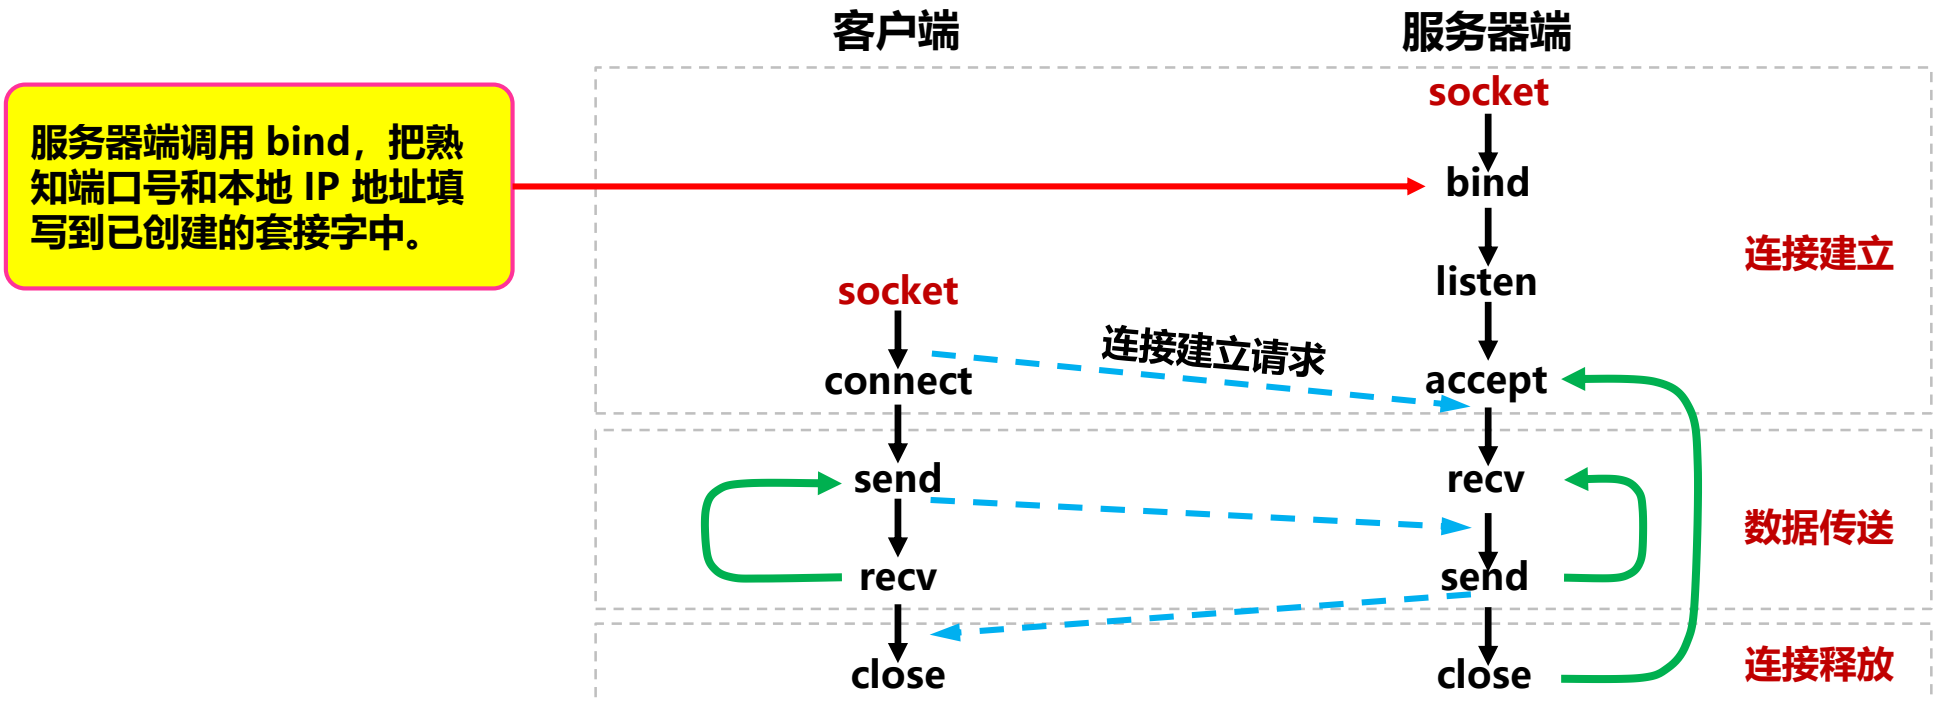 客户端
服务器端
服务器端调用 bind，把熟
知端口号和本地 IP 地址填
写到已创建的套接字中。
socket
bind
listen
连接建立
socket
连接建立请求
connect
accept
send
recv
数据传送
recv
send
close
close
连接释放